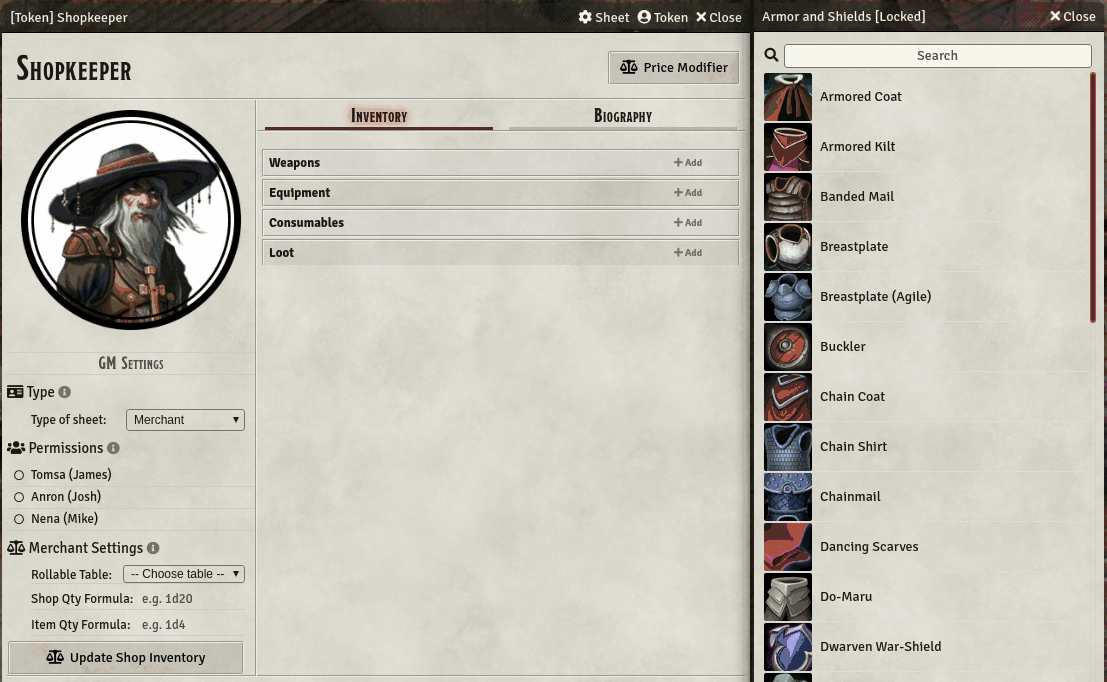 [Token] Shopkeeper
Sheet Token Close
Shopkeeper
Price Modifier
Inventory Biography
Weapons Add
Equipment Add
Consumables Add
Loot Add
GM Settings
Type
Type of sheet: Merchant
Permissions
Tomsa (James)
Anron (Josh)
Nena (Mike)
Merchant Settings
Rollable Table: -- Choose table --
Shop Qty Formula: e.g. 1d20
Item Qty Formula: e.g. 1d4
Update Shop Inventory
Armor and Shields [Locked] Close
Search
Armored Coat
Armored Kilt
Banded Mail
Breastplate
Breastplate (Agile)
Buckler
Chain Coat
Chain Shirt
Chainmail
Dancing Scarves
Do-Maru
Dwarven War-Shield